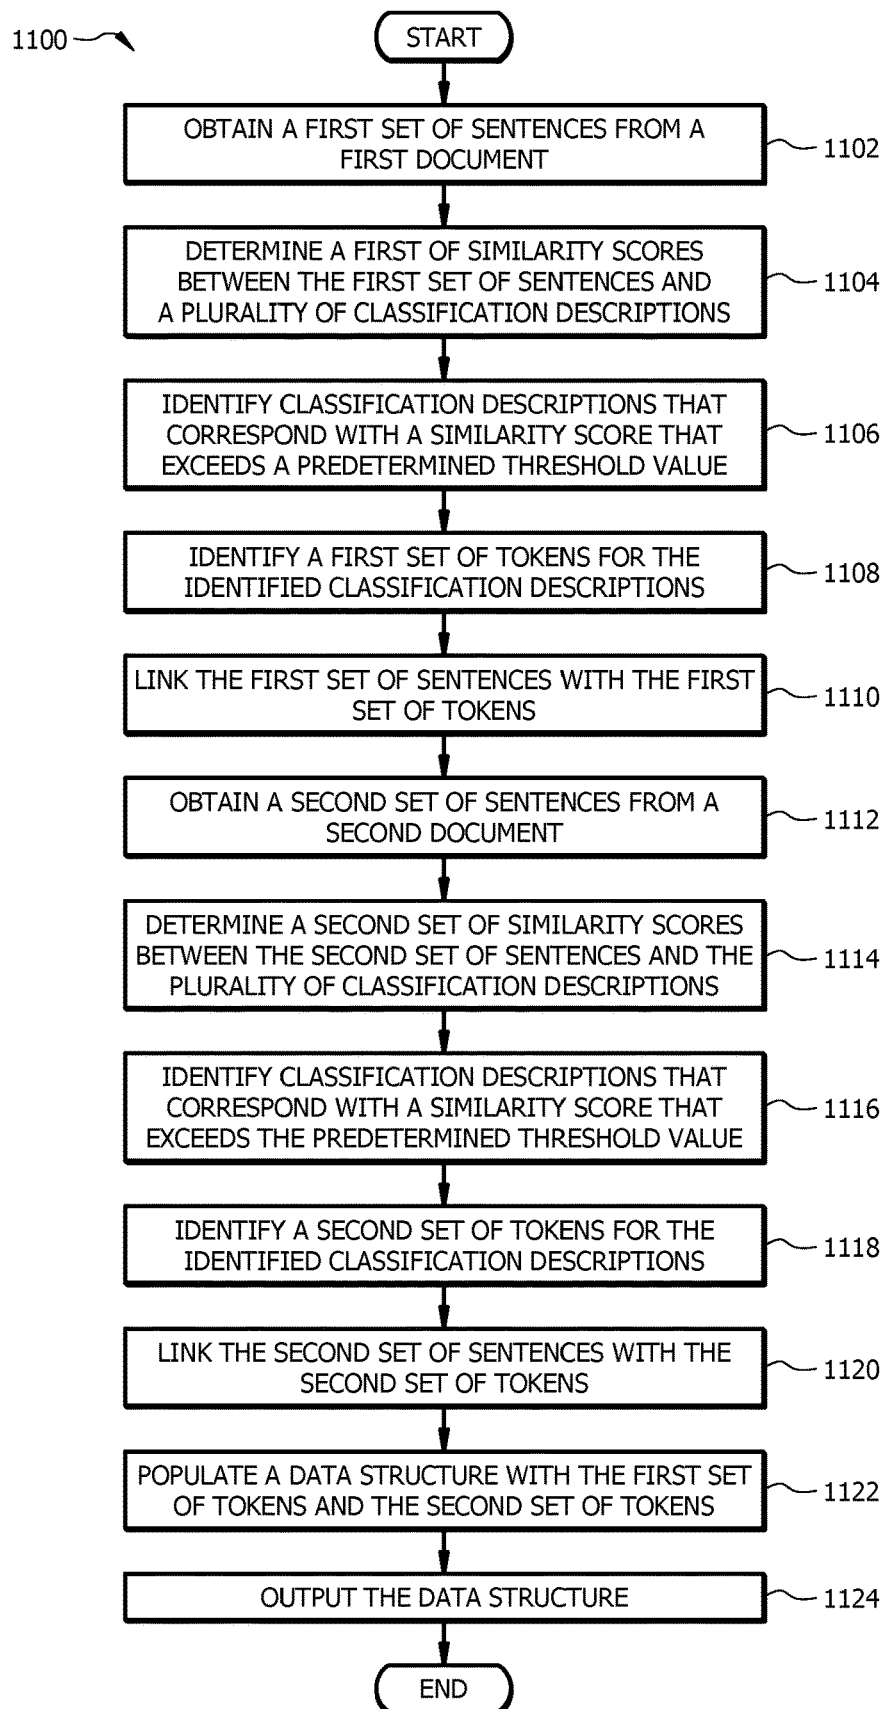 1100
START
OBTAIN A FIRST SET OF SENTENCES FROM A
FIRST DOCUMENT
1102
DETERMINE A FIRST OF SIMILARITY SCORES
BETWEEN THE FIRST SET OF SENTENCES AND
A PLURALITY OF CLASSIFICATION DESCRIPTIONS
1104
IDENTIFY CLASSIFICATION DESCRIPTIONS THAT
CORRESPOND WITH A SIMILARITY SCORE THAT
EXCEEDS A PREDETERMINED THRESHOLD VALUE
1106
IDENTIFY A FIRST SET OF TOKENS FOR THE
IDENTIFIED CLASSIFICATION DESCRIPTIONS
1108
LINK THE FIRST SET OF SENTENCES WITH THE FIRST
SET OF TOKENS
1110
OBTAIN A SECOND SET OF SENTENCES FROM A
SECOND DOCUMENT
1112
DETERMINE A SECOND SET OF SIMILARITY SCORES
BETWEEN THE SECOND SET OF SENTENCES AND THE
PLURALITY OF CLASSIFICATION DESCRIPTIONS
1114
IDENTIFY CLASSIFICATION DESCRIPTIONS THAT
CORRESPOND WITH A SIMILARITY SCORE THAT
EXCEEDS THE PREDETERMINED THRESHOLD VALUE
1116
IDENTIFY A SECOND SET OF TOKENS FOR THE
IDENTIFIED CLASSIFICATION DESCRIPTIONS
1118
LINK THE SECOND SET OF SENTENCES WITH THE
SECOND SET OF TOKENS
1120
POPULATE A DATA STRUCTURE WITH THE FIRST SET
OF TOKENS AND THE SECOND SET OF TOKENS
1122
OUTPUT THE DATA STRUCTURE
1124
END